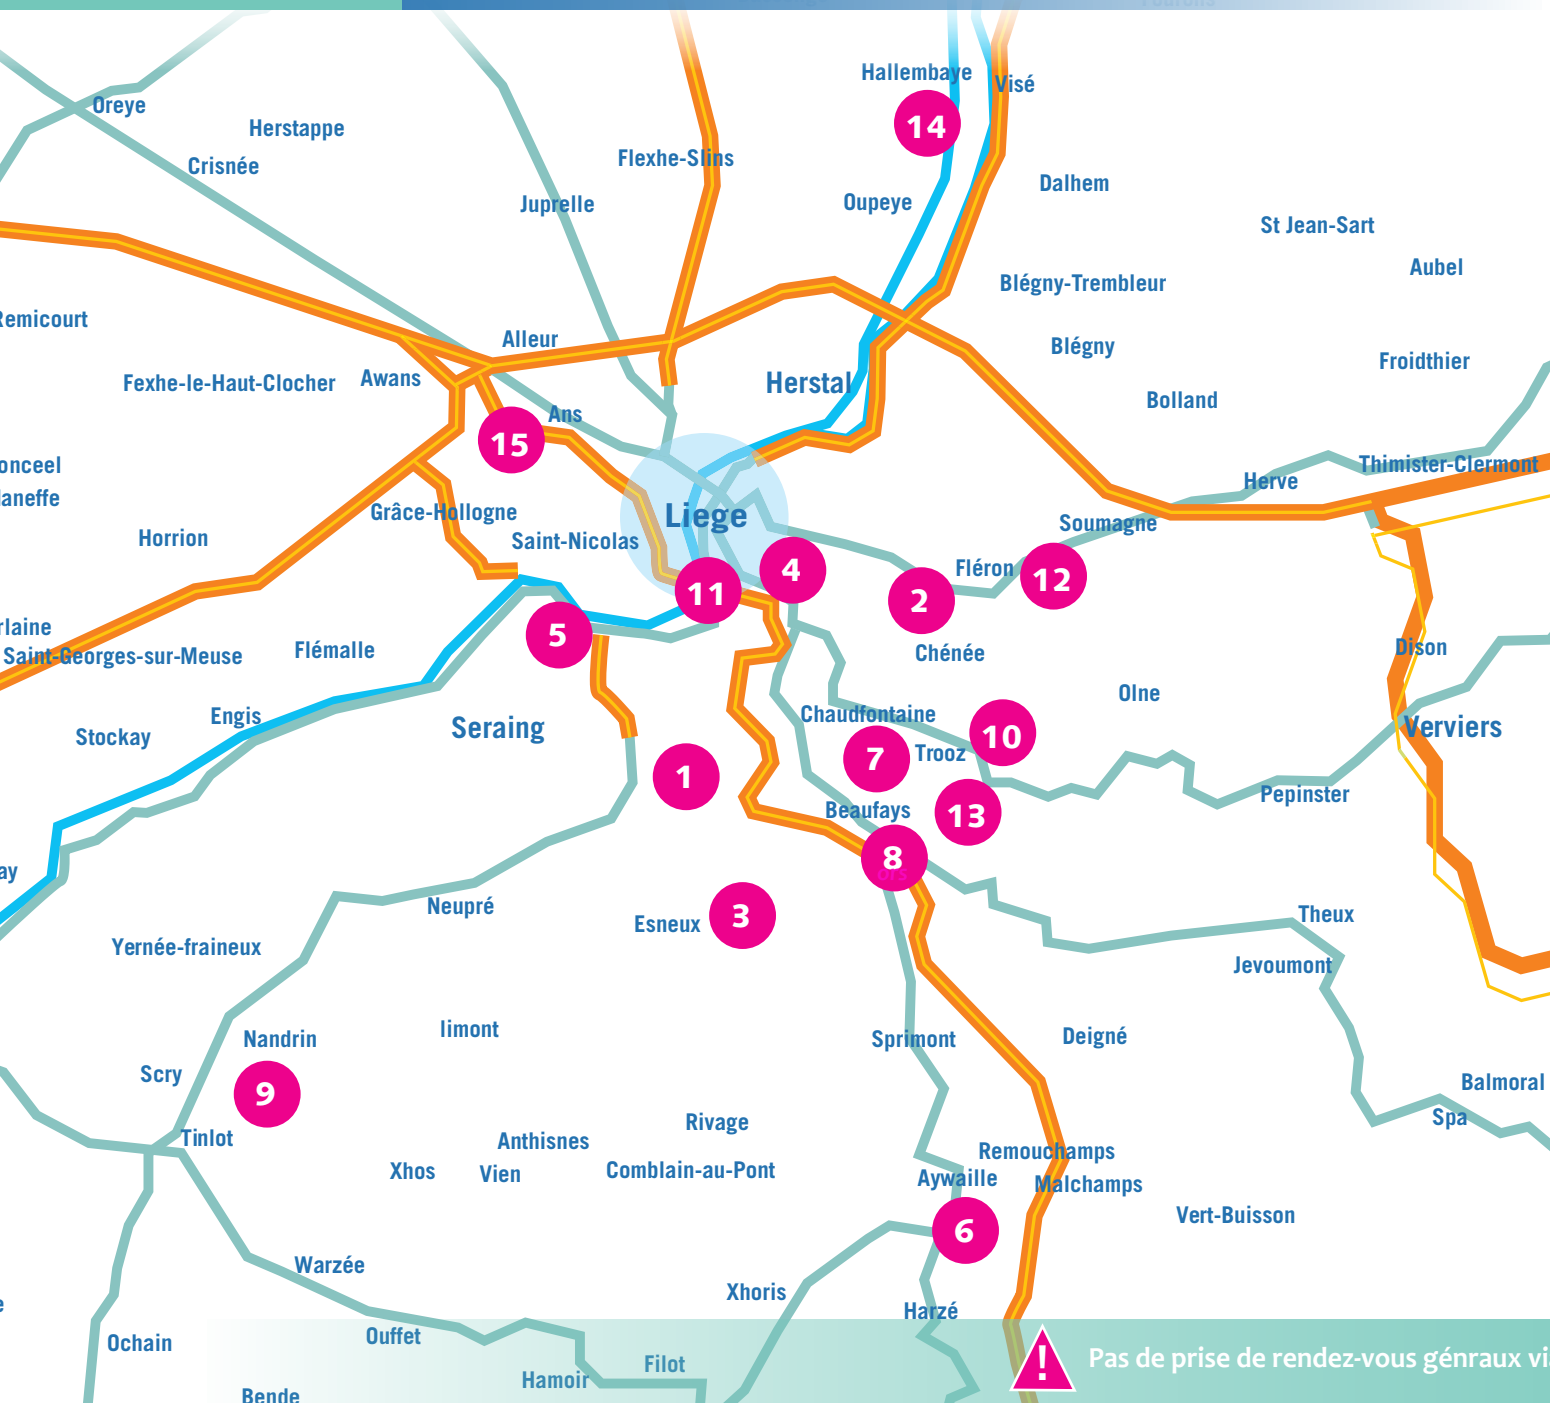 Hallembaye
Visé
14
Oreye
Herstappe
Crisnée
Flexhe-Slins
Dalhem
Juprelle
Oupeye
St Jean-Sart
Aubel
Blégny-Trembleur
Remicourt
Alleur
Blégny
Froidthier
Fexhe-le-Haut-Clocher
Awans
Herstal
Bolland
Ans
15
onceel
Thimister-Clermont
Herve
laneffe
Grâce-Hollogne
Liege
Soumagne
Horrion
Saint-Nicolas
4
Fléron
12
11
2
rlaine
5
Saint-Georges-sur-Meuse
Flémalle
Chénée
Dison
Olne
Engis
Chaudfontaine
Stockay
Seraing
10
Verviers
7
Trooz
1
Pepinster
Beaufays
13
8
ors
ay
Neupré
Esneux
3
Theux
Yernée-fraineux
Jevoumont
limont
Nandrin
Sprimont
Deigné
Scry
9
Balmoral
Rivage
Spa
Tinlot
Anthisnes
Remouchamps
Xhos
Vien
Comblain-au-Pont
Aywaille
Malchamps
Vert-Buisson
6
Warzée
Xhoris
e
Harzé
Ochain
Ouffet
Filot
! Pas de prise de rendez-vous génraux vi
Hamoir
Bende